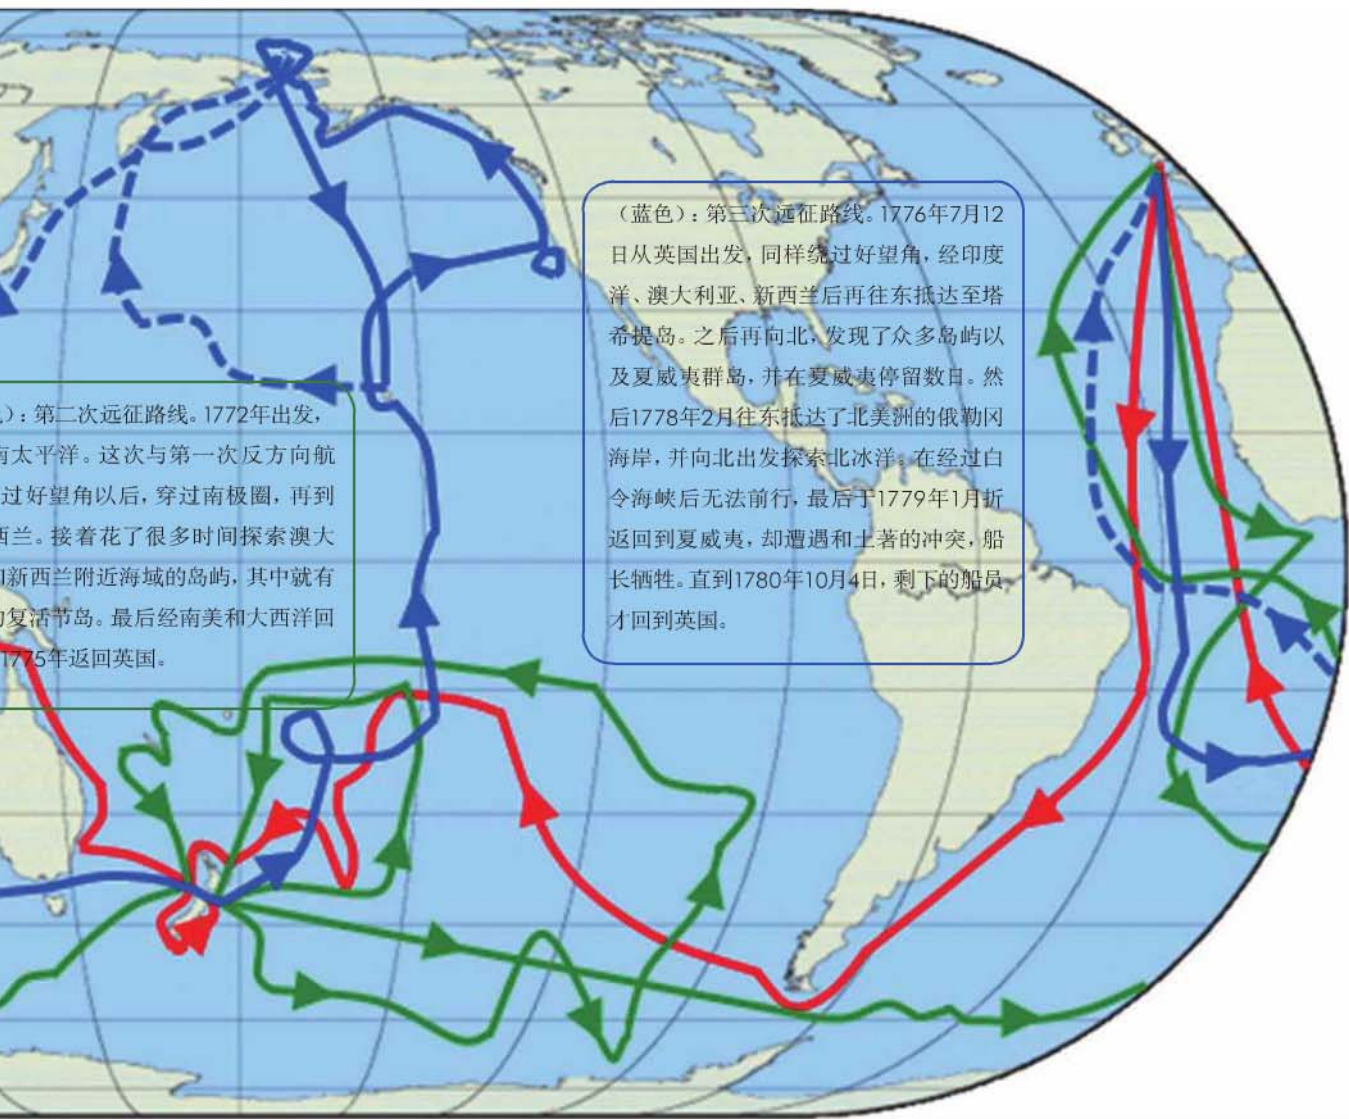 ）：第二次远征路线。1772年出发，
南太平洋。这次与第一次反方向航
过好望角以后，穿过南极圈，再到
西兰。接着花了很多时间探索澳大
新西兰附近海域的岛屿，其中就有
复活节岛。最后经南美和大西洋回
1775年返回英国。
（蓝色）：第三次远征路线。1776年7月12
日从英国出发，同样绕过好望角，经印度
洋、澳大利亚、新西兰后再往东抵达至塔
希提岛。之后再向北，发现了众多岛屿以
及夏威夷群岛，并在夏威夷停留数日。然
后1778年2月往东抵达了北美洲的俄勒冈
海岸，并向北出发探索北冰洋。在经过白
令海峡后无法前行，最后于1779年1月折
返回到夏威夷，却遭遇和土著的冲突，船
长牺牲。直到1780年10月4日，剩下的船员
才回到英国。